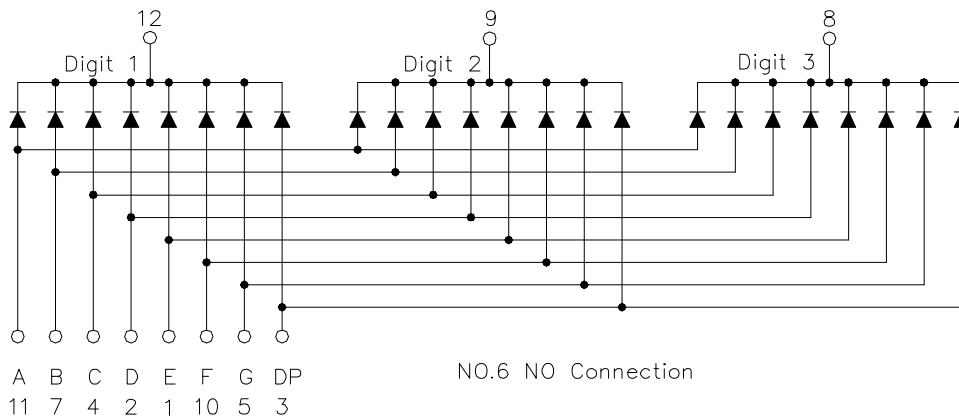 12 9 8
Digit 1 Digit 2 Digit 3
A B C D E F G DP
11 7 4 2 1 10 5 3
NO.6 NO Connection